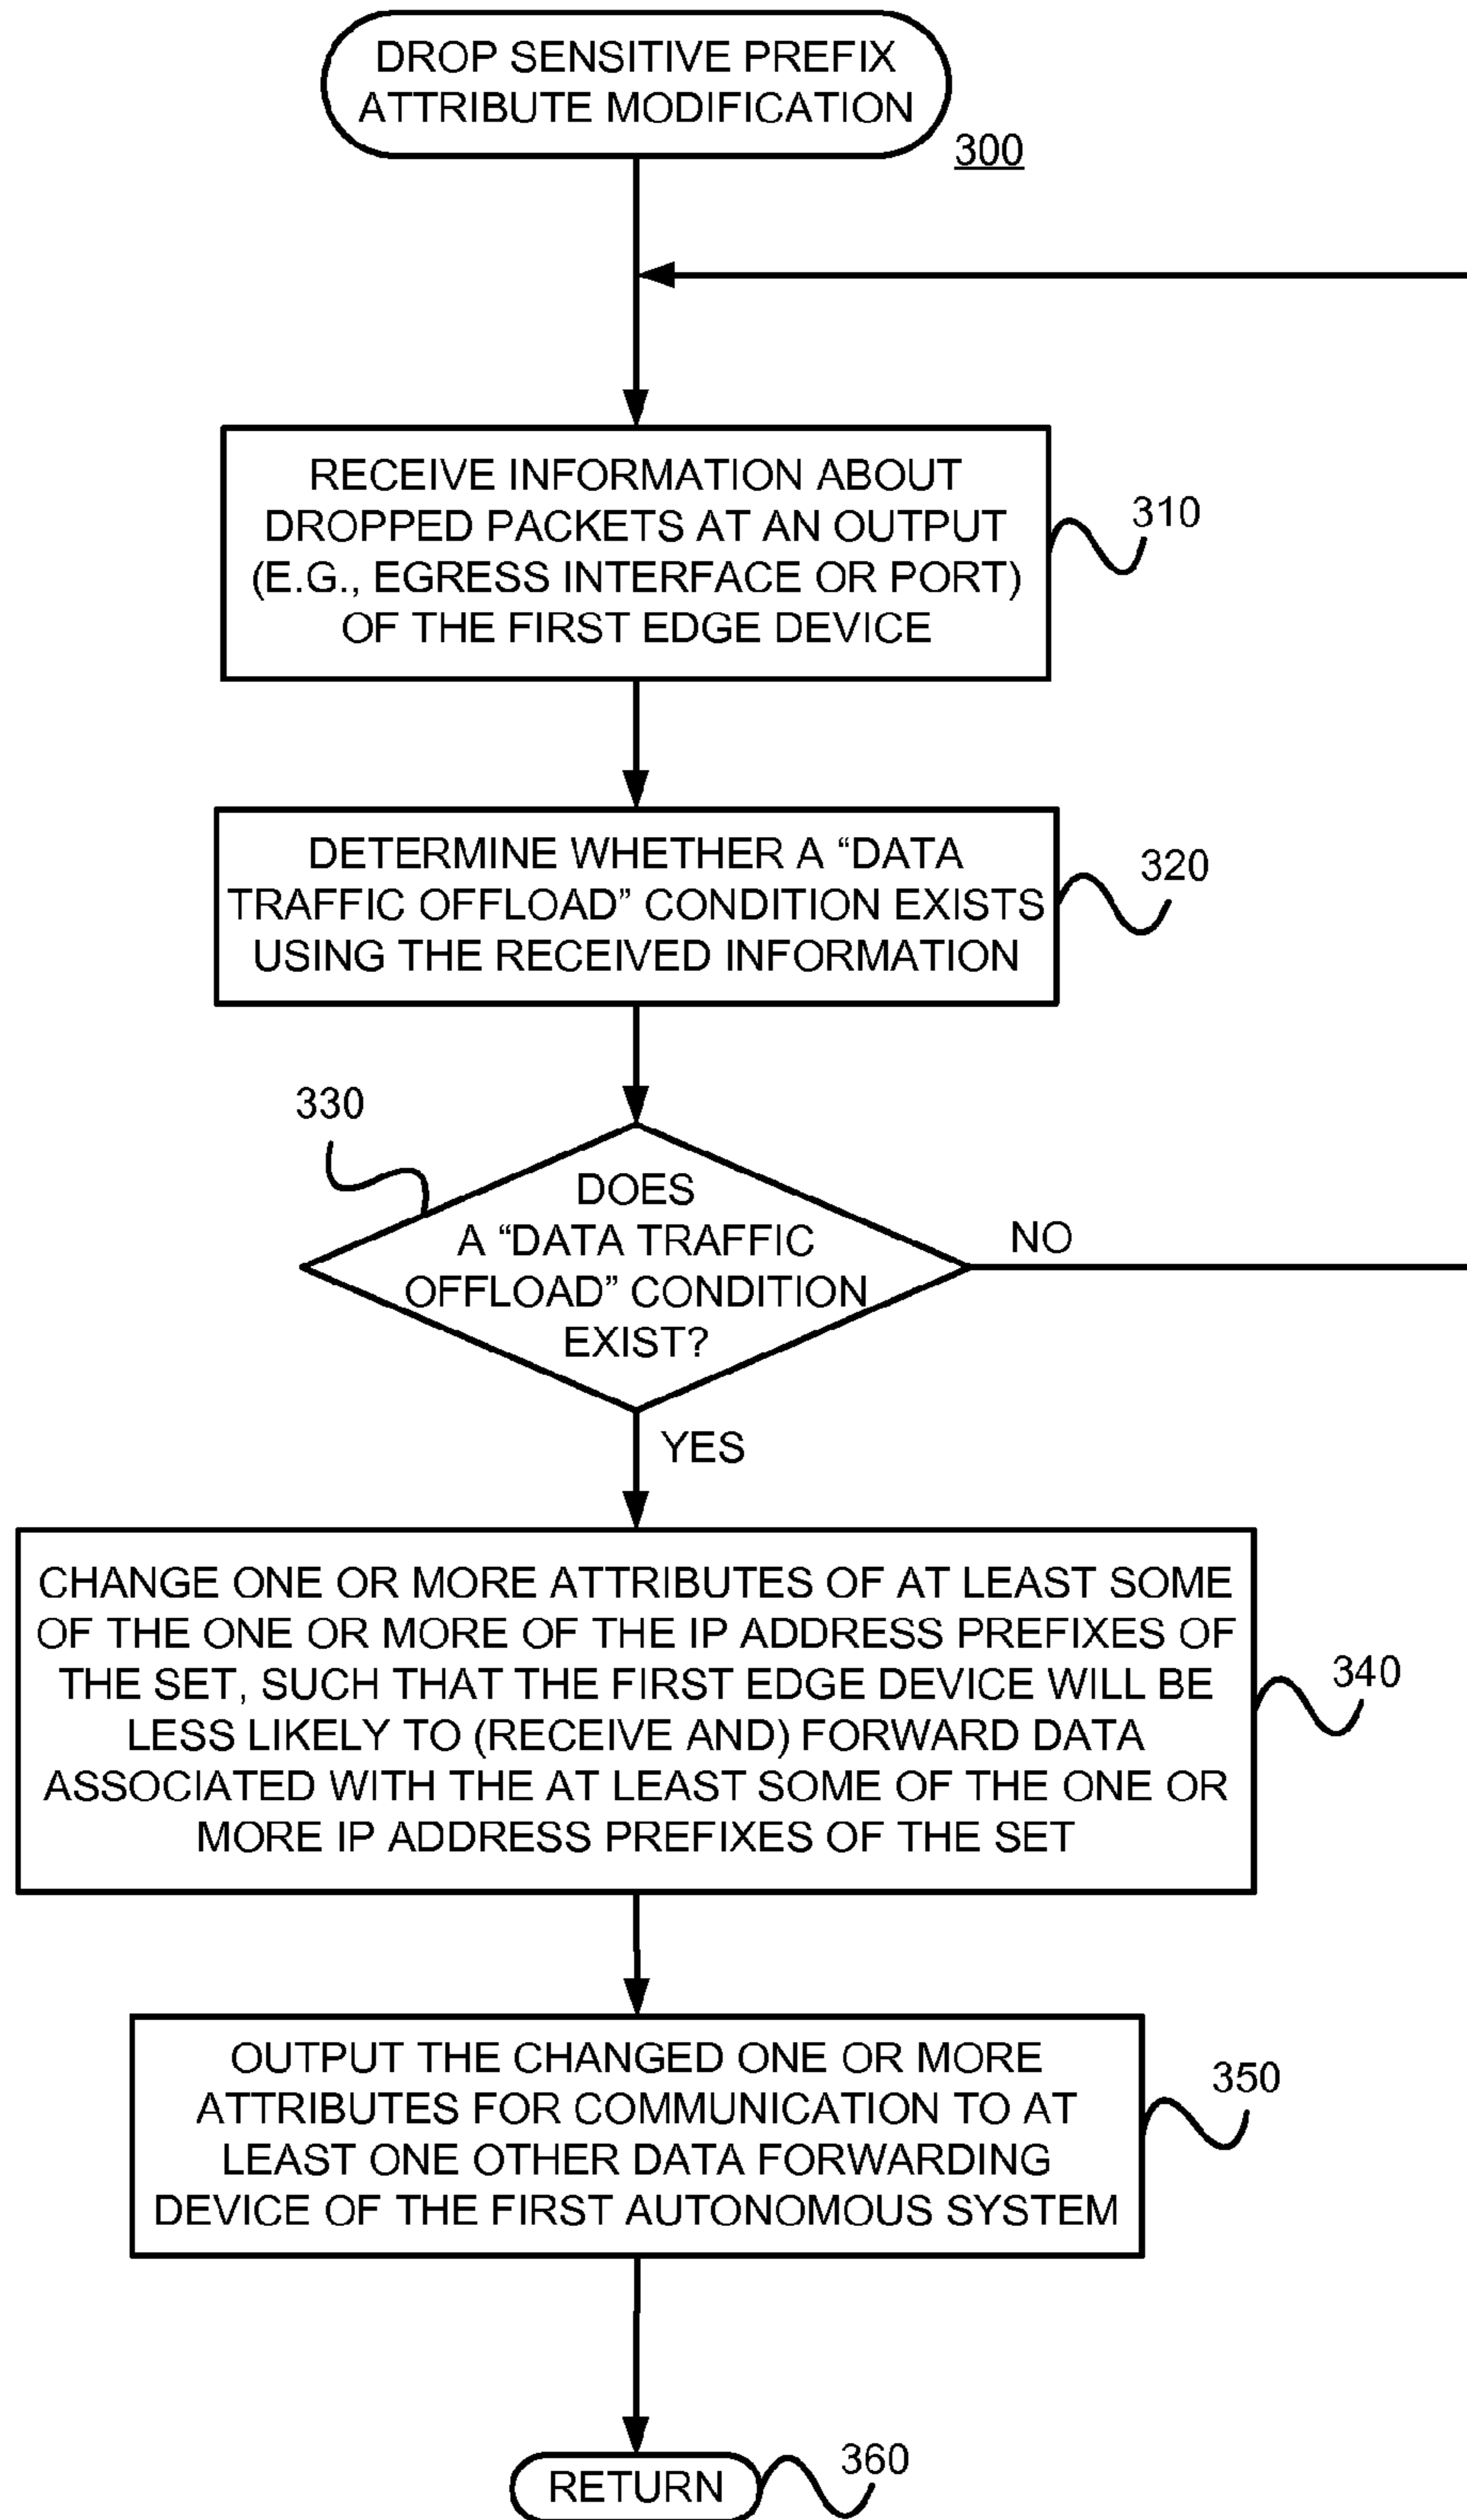 DROP SENSITIVE PREFIX
ATTRIBUTE MODIFICATION
300
RECEIVE INFORMATION ABOUT
DROPPED PACKETS AT AN OUTPUT
(E.G., EGRESS INTERFACE OR PORT)
OF THE FIRST EDGE DEVICE
310
DETERMINE WHETHER A “DATA
TRAFFIC OFFLOAD” CONDITION EXISTS
USING THE RECEIVED INFORMATION
320
330
DOES
A “DATA TRAFFIC
OFFLOAD” CONDITION
EXIST?
NO
YES
CHANGE ONE OR MORE ATTRIBUTES OF AT LEAST SOME
OF THE ONE OR MORE OF THE IP ADDRESS PREFIXES OF
THE SET, SUCH THAT THE FIRST EDGE DEVICE WILL BE
LESS LIKELY TO (RECEIVE AND) FORWARD DATA
ASSOCIATED WITH THE AT LEAST SOME OF THE ONE OR
MORE IP ADDRESS PREFIXES OF THE SET
340
OUTPUT THE CHANGED ONE OR MORE
ATTRIBUTES FOR COMMUNICATION TO AT
LEAST ONE OTHER DATA FORWARDING
DEVICE OF THE FIRST AUTONOMOUS SYSTEM
350
RETURN
360